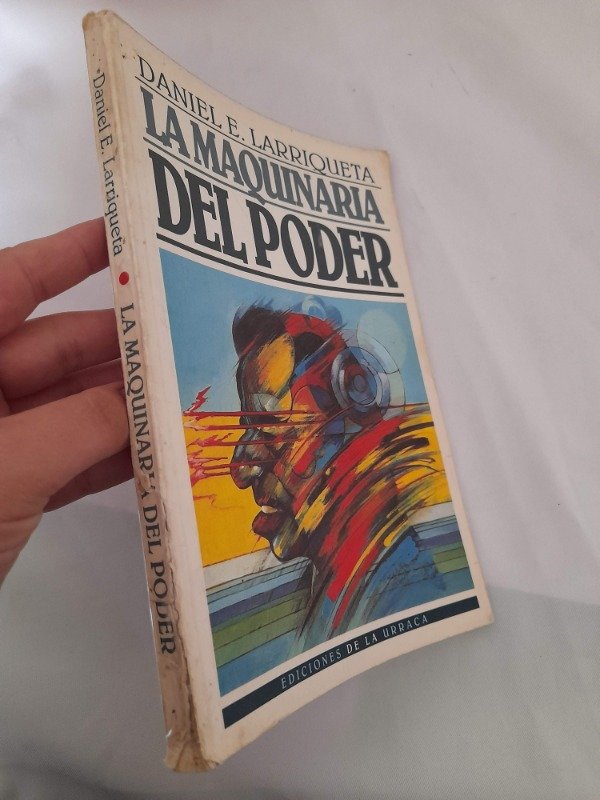 DANIEL E. LARRIQUETA
LA MAQUINARIA
DEL PODER
EDICIONES DE LA URRACA
Daniel E. Larriqueta • LA MAQUINARIA DEL PODER